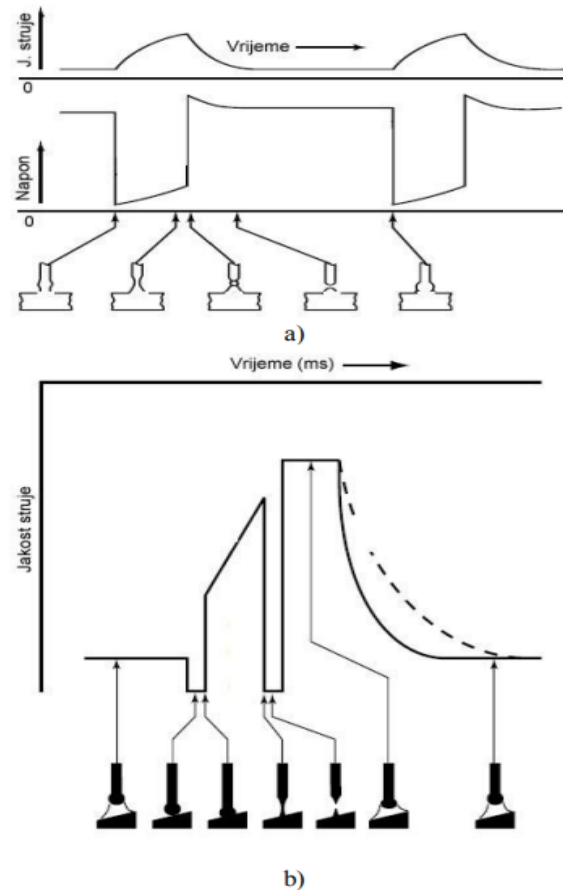 J. struje
Vrijeme
0
Napon
0
a)
Vrijeme (ms)
Jakost struje
b)